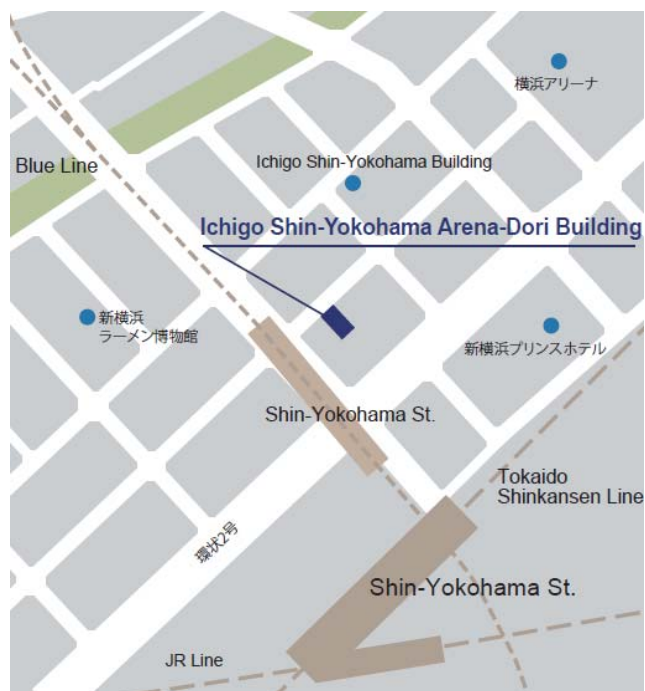 横浜アリーナ
Blue Line
Ichigo Shin-Yokohama Building
Ichigo Shin-Yokohama Arena-Dori Building
新横浜
ラーメン博物館
新横浜プリンスホテル
Shin-Yokohama St.
Tokaido
Shinkansen Line
環状2号
Shin-Yokohama St.
JR Line